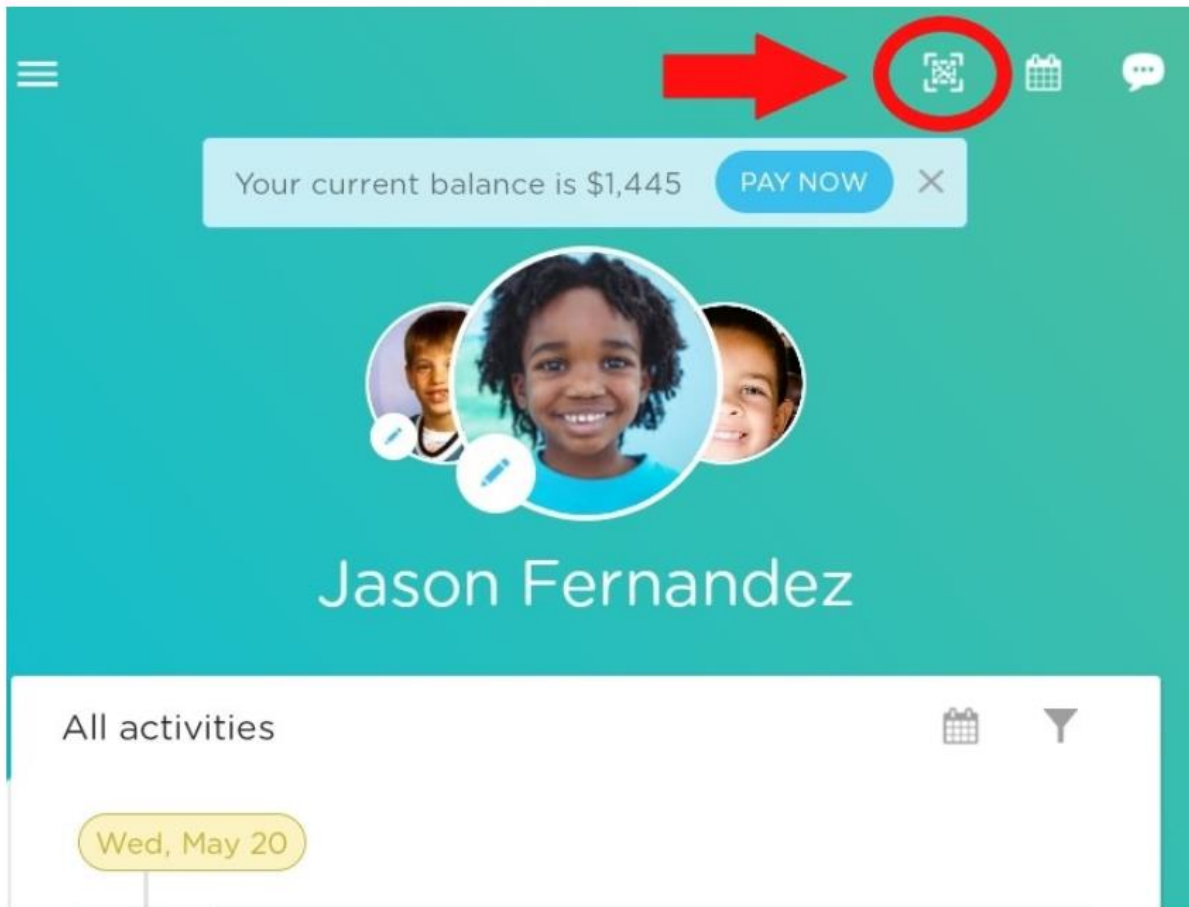 Your current balance is $1,445 PAY NOW
Jason Fernandez
All activities
Wed, May 20